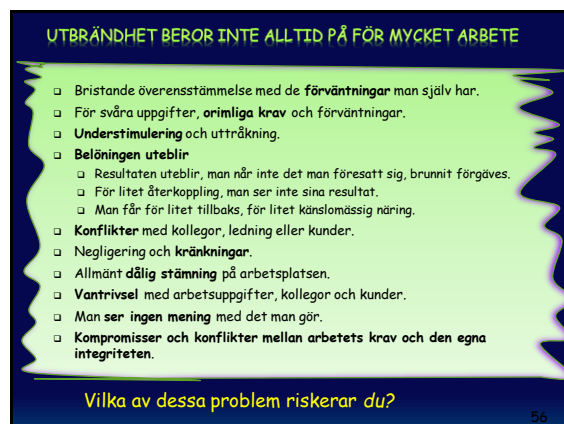 UTBRÄNDHET BEROR INTE ALLTID PÅ FÖR MYCKET ARBETE
Bristande överensstämmelse med de förväntningar man själv har.
För svåra uppgifter, orimliga krav och förväntningar.
Understimulering och uttråkning.
Belöningen uteblir
Resultaten uteblir, man når inte det man föresatt sig, brunnit förgäves.
För litet återkoppling, man ser inte sina resultat.
Man får för litet tillbaks, för litet känslomässig näring.
Konflikter med kollegor, ledning eller kunder.
Negligering och kränkningar.
Allmänt dålig stämning på arbetsplatsen.
Vantrivsel med arbetsuppgifter, kollegor och kunder.
Man ser ingen mening med det man gör.
Kompromisser och konflikter mellan arbetets krav och den egna
integriteten.
Vilka av dessa problem riskerar du?
56